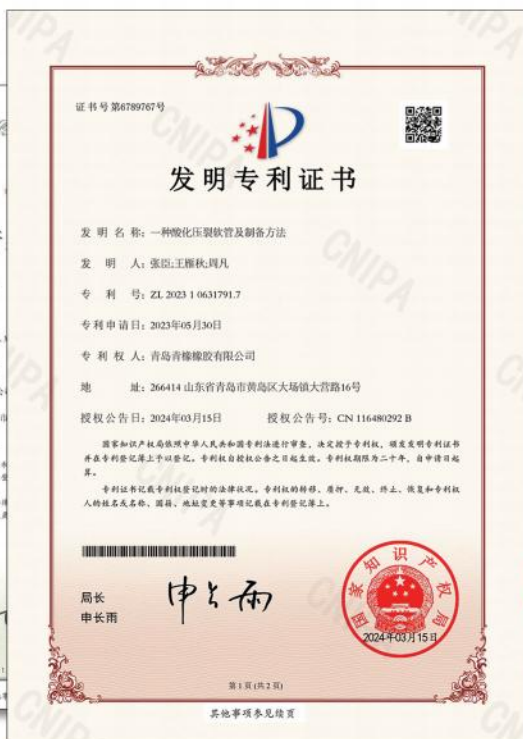 证书号第6789767号
发明专利证书
发 明 名 称：一种酸化压裂软管及制备方法
发 明 人：张臣;王雁秋;周凡
专 利 号：ZL 2023 1 0631791.7
专利申请日：2023年05月30日
专 利 权 人：青岛青橡橡胶有限公司
地 址：266414 山东省青岛市黄岛区大场镇大营路16号
授权公告日：2024年03月15日 授权公告号：CN 116480292 B
国家知识产权局依照中华人民共和国专利法进行审查，决定授予专利权，颁发发明专利证书
并在专利登记簿上予以登记。专利权自授权公告之日起生效。专利权期限为二十年，自申请日起
算。
专利证书记载专利权登记时的法律状况。专利权的转移、质押、无效、终止、恢复和专利权
人的姓名或名称、国籍、地址变更等事项记载在专利登记簿上。
局长
申长雨
申长雨
国家知识产权局
2024年03月15日
第 1 页 (共 2 页)
其他事项参见续页
CNIPA
CNIPA
CNIPA
CNIPA